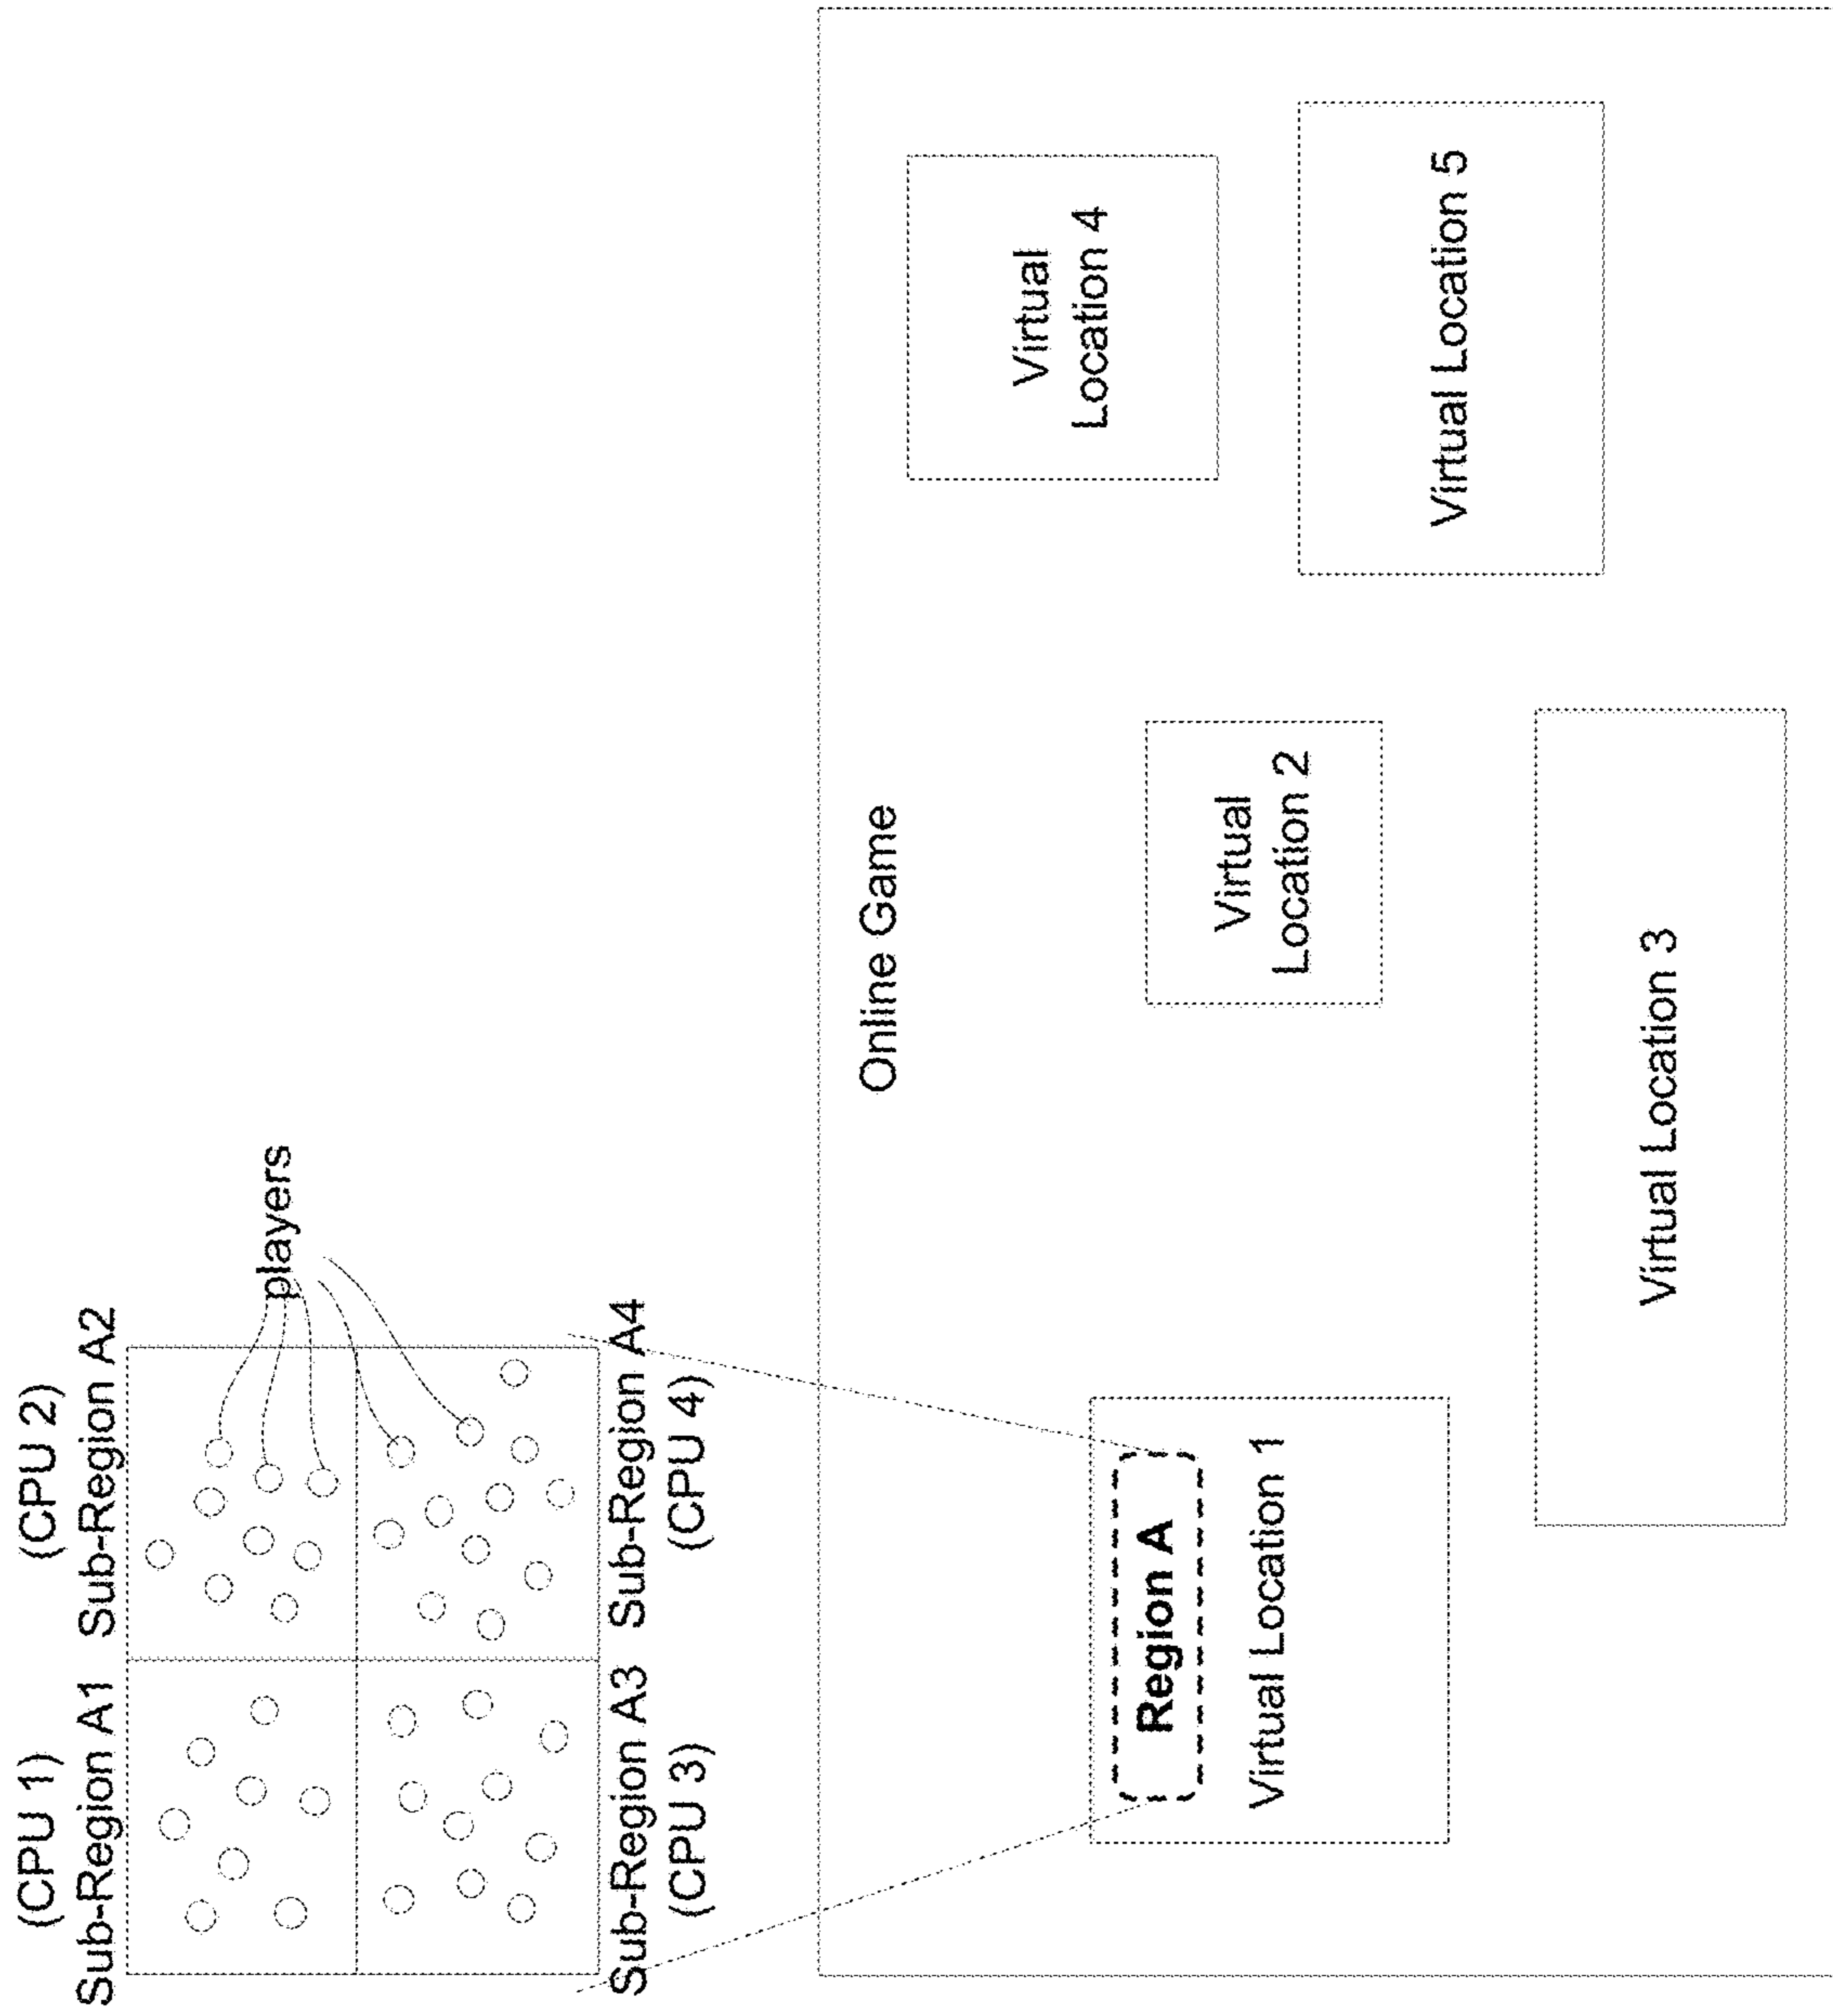 (CPU 1)
(CPU 2)
Sub-Region A1
Sub-Region A2
players
Sub-Region A3
Sub-Region A4
(CPU 3)
(CPU 4)
Online Game
Virtual
Location 4
Region A
Virtual Location 1
Virtual
Location 2
Virtual Location 5
Virtual Location 3